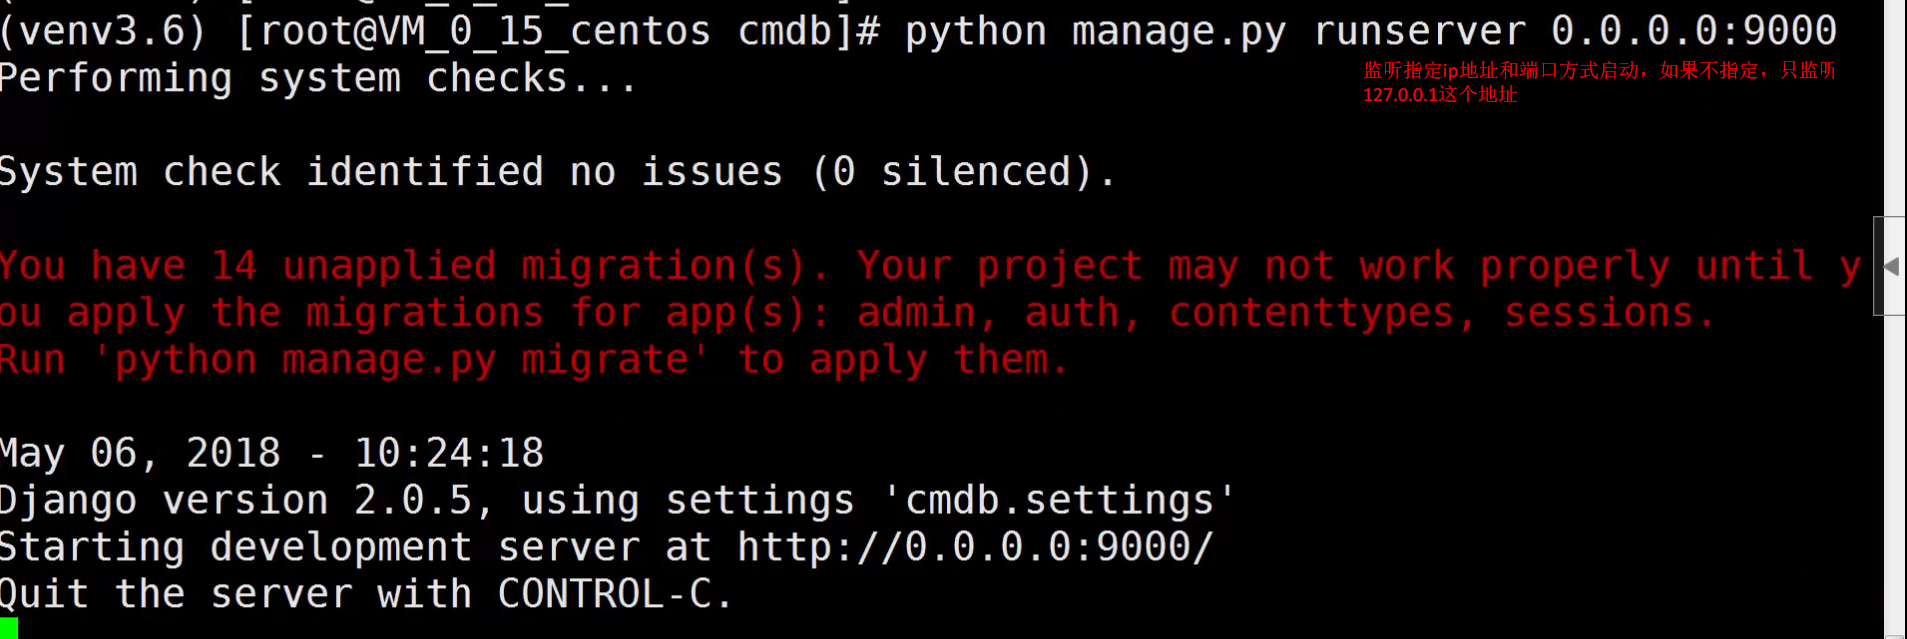 (venv3.6) [root@VM_0_15_centos cmdb]# python manage.py runserver 0.0.0.0:9000
Performing system checks...
监听指定ip地址和端口方式启动，如果不指定，只监听
127.0.0.1这个地址
System check identified no issues (0 silenced).
You have 14 unapplied migration(s). Your project may not work properly until y
ou apply the migrations for app(s): admin, auth, contenttypes, sessions.
Run 'python manage.py migrate' to apply them.
May 06, 2018 - 10:24:18
Django version 2.0.5, using settings 'cmdb.settings'
Starting development server at http://0.0.0.0:9000/
Quit the server with CONTROL-C.